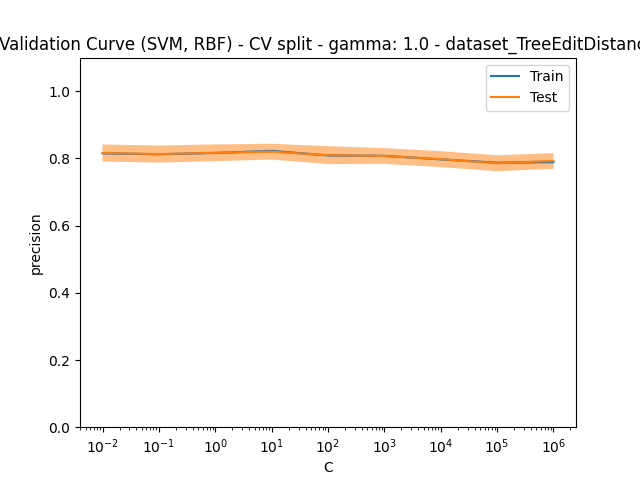 Validation Curve (SVM, RBF) - CV split - gamma: 1.0 - dataset_TreeEditDistanc
Train
Test
1.0
0.8
0.6
0.4
0.2
0.0
precision
10⁻² 10⁻¹ 10⁰ 10¹ 10² 10³ 10⁴ 10⁵ 10⁶
C